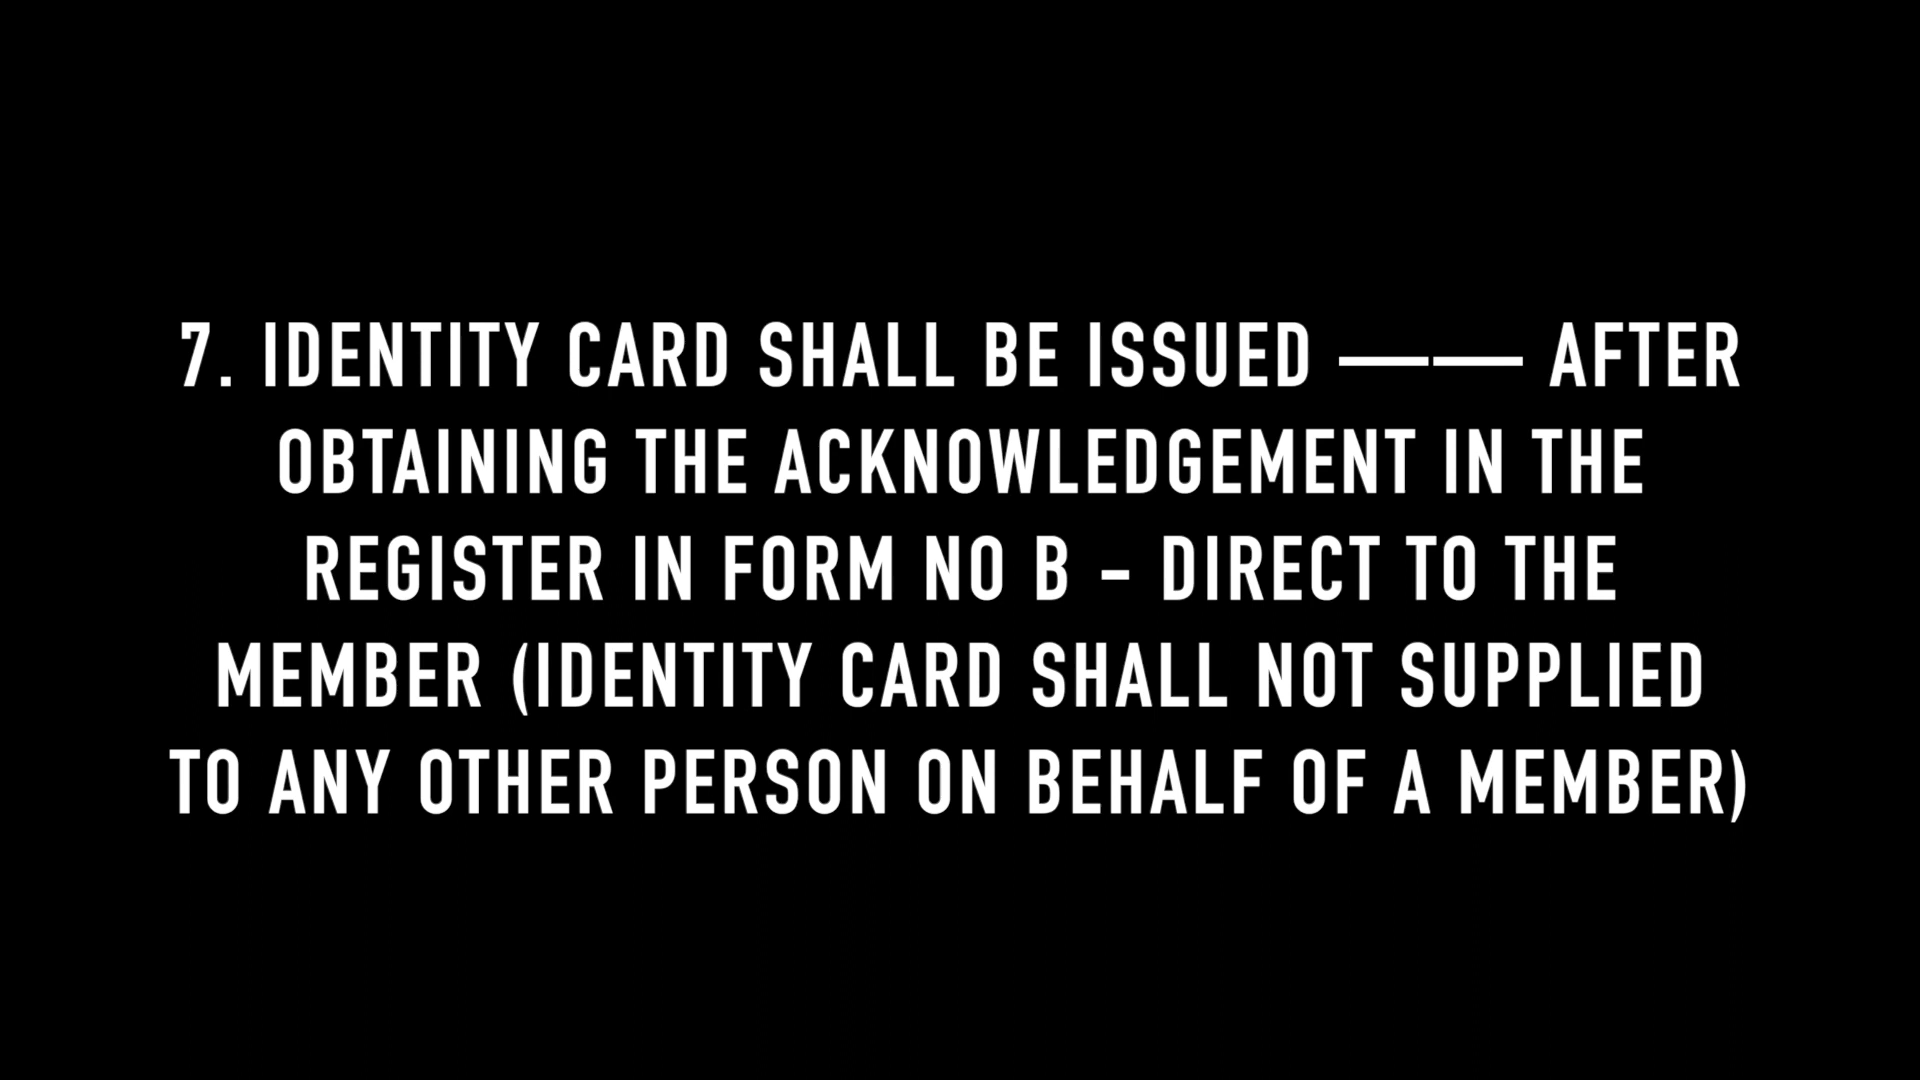 7. IDENTITY CARD SHALL BE ISSUED —— AFTER
OBTAINING THE ACKNOWLEDGEMENT IN THE
REGISTER IN FORM NO B - DIRECT TO THE
MEMBER (IDENTITY CARD SHALL NOT SUPPLIED
TO ANY OTHER PERSON ON BEHALF OF A MEMBER)